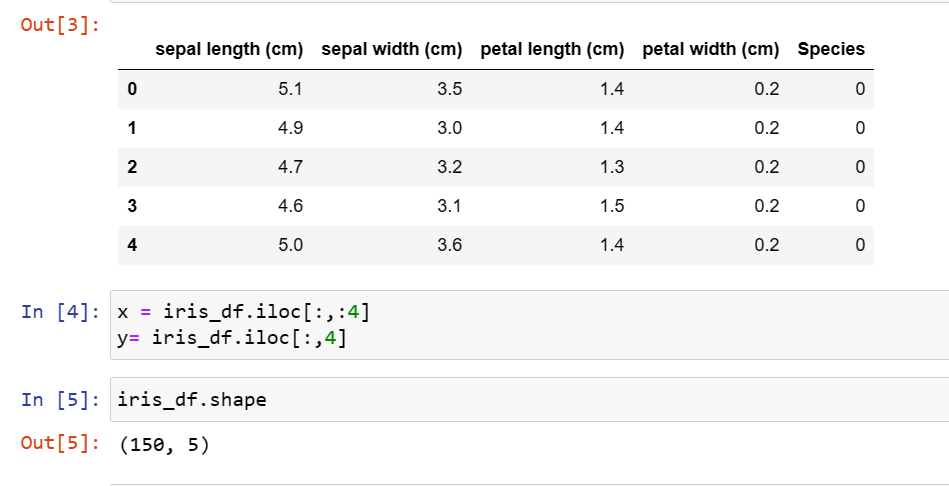 Out[3]:
sepal length (cm) sepal width (cm) petal length (cm) petal width (cm) Species
0 5.1 3.5 1.4 0.2 0
1 4.9 3.0 1.4 0.2 0
2 4.7 3.2 1.3 0.2 0
3 4.6 3.1 1.5 0.2 0
4 5.0 3.6 1.4 0.2 0
In [4]: x = iris_df.iloc[:,:4]
y= iris_df.iloc[:,4]
In [5]: iris_df.shape
Out[5]: (150, 5)